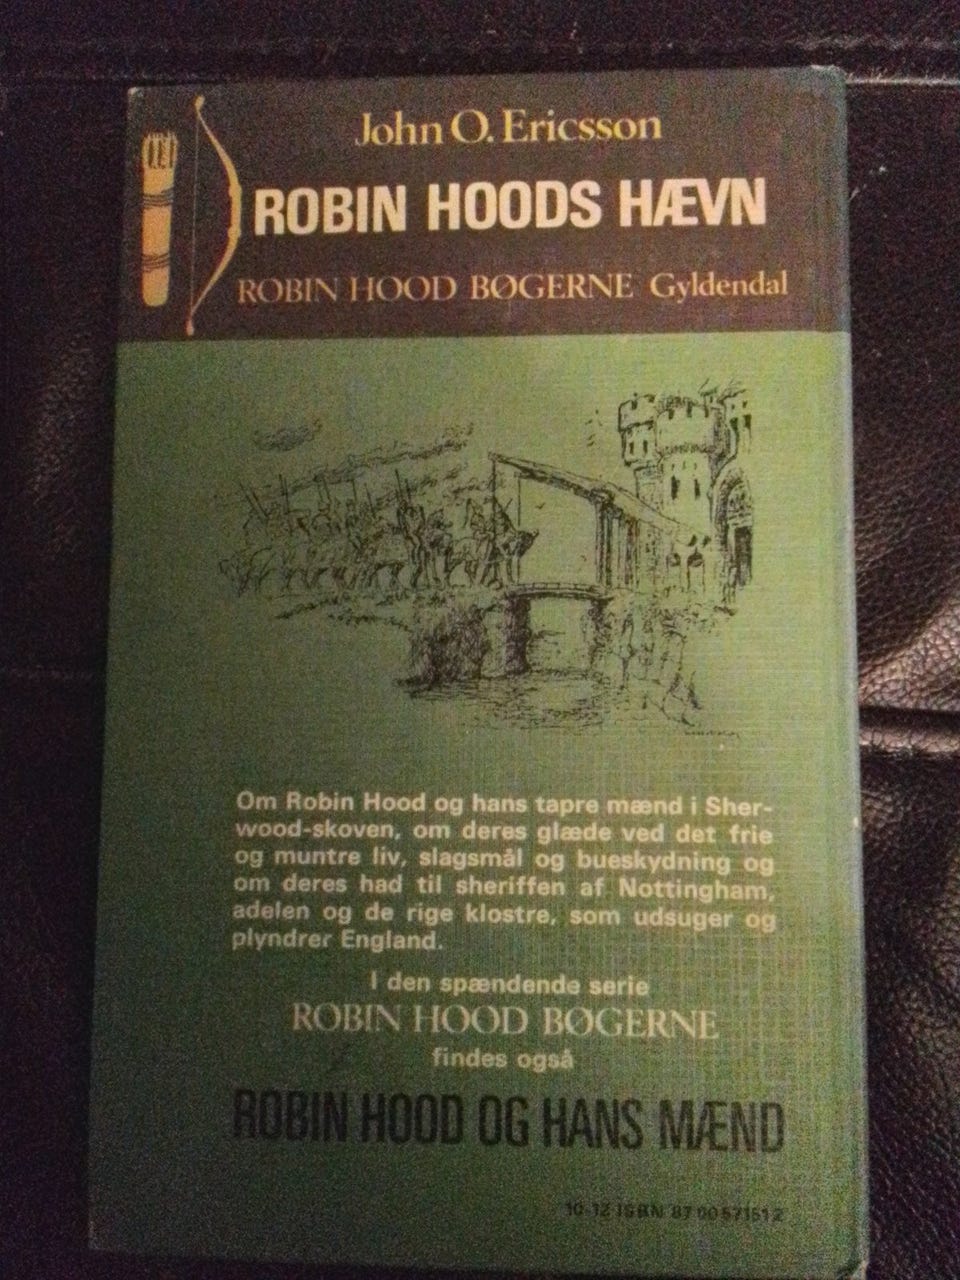 John O. Ericsson
ROBIN HOODS HÆVN
ROBIN HOOD BØGERNE Gyldendal
Om Robin Hood og hans tapre mænd i Sher-
wood-skoven, om deres glæde ved det frie
og muntre liv, slagsmål og bueskydning og
om deres had til sheriffen af Nottingham,
adelen og de rige klostre, som udsuger og
plyndrer England.
I den spændende serie
ROBIN HOOD BØGERNE
findes også
ROBIN HOOD OG HANS MÆND
10-12 ISBN 87 00 57151 2